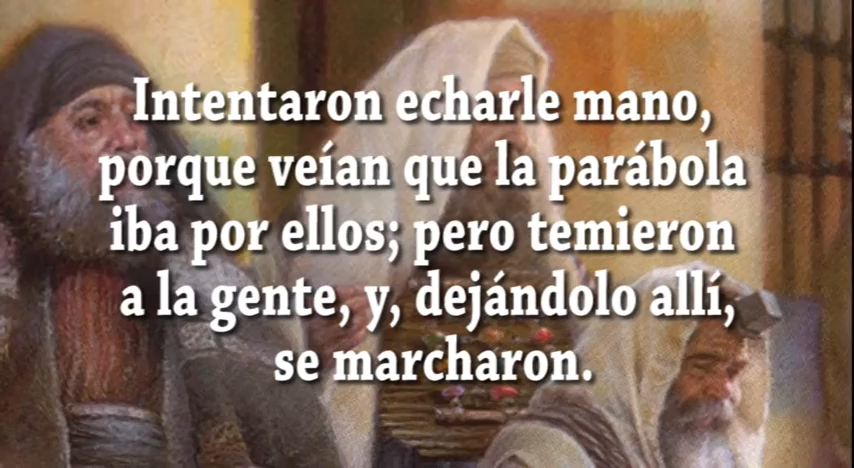 Intentaron echarle mano,
porque veían que la parábola
iba por ellos; pero temieron
a la gente, y, dejándolo allí,
se marcharon.